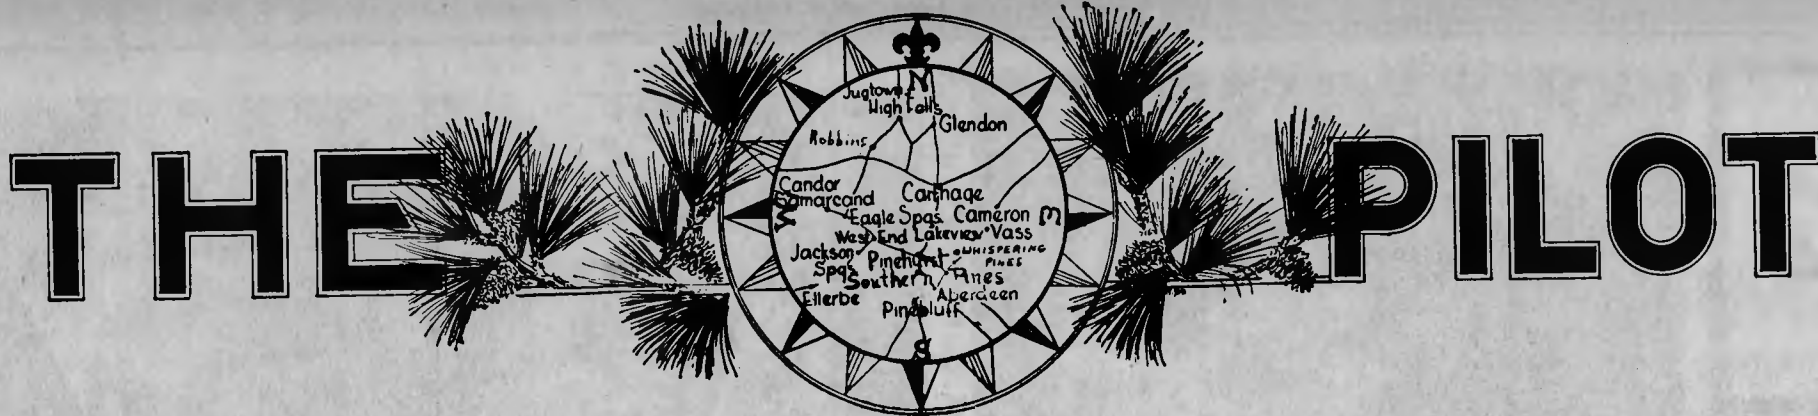 THE PILOT
N
Jugtown
High Falls
Glendon
Robbins
Candor
Samarcand
Carthage
W
Eagle Spgs. Cameron E
West End Lakeview Vass
Jackson Pinehurst WHISPERING
Spgs. PINES
Southern Pines
Ellerbe Aberdeen
Pinebluff
S